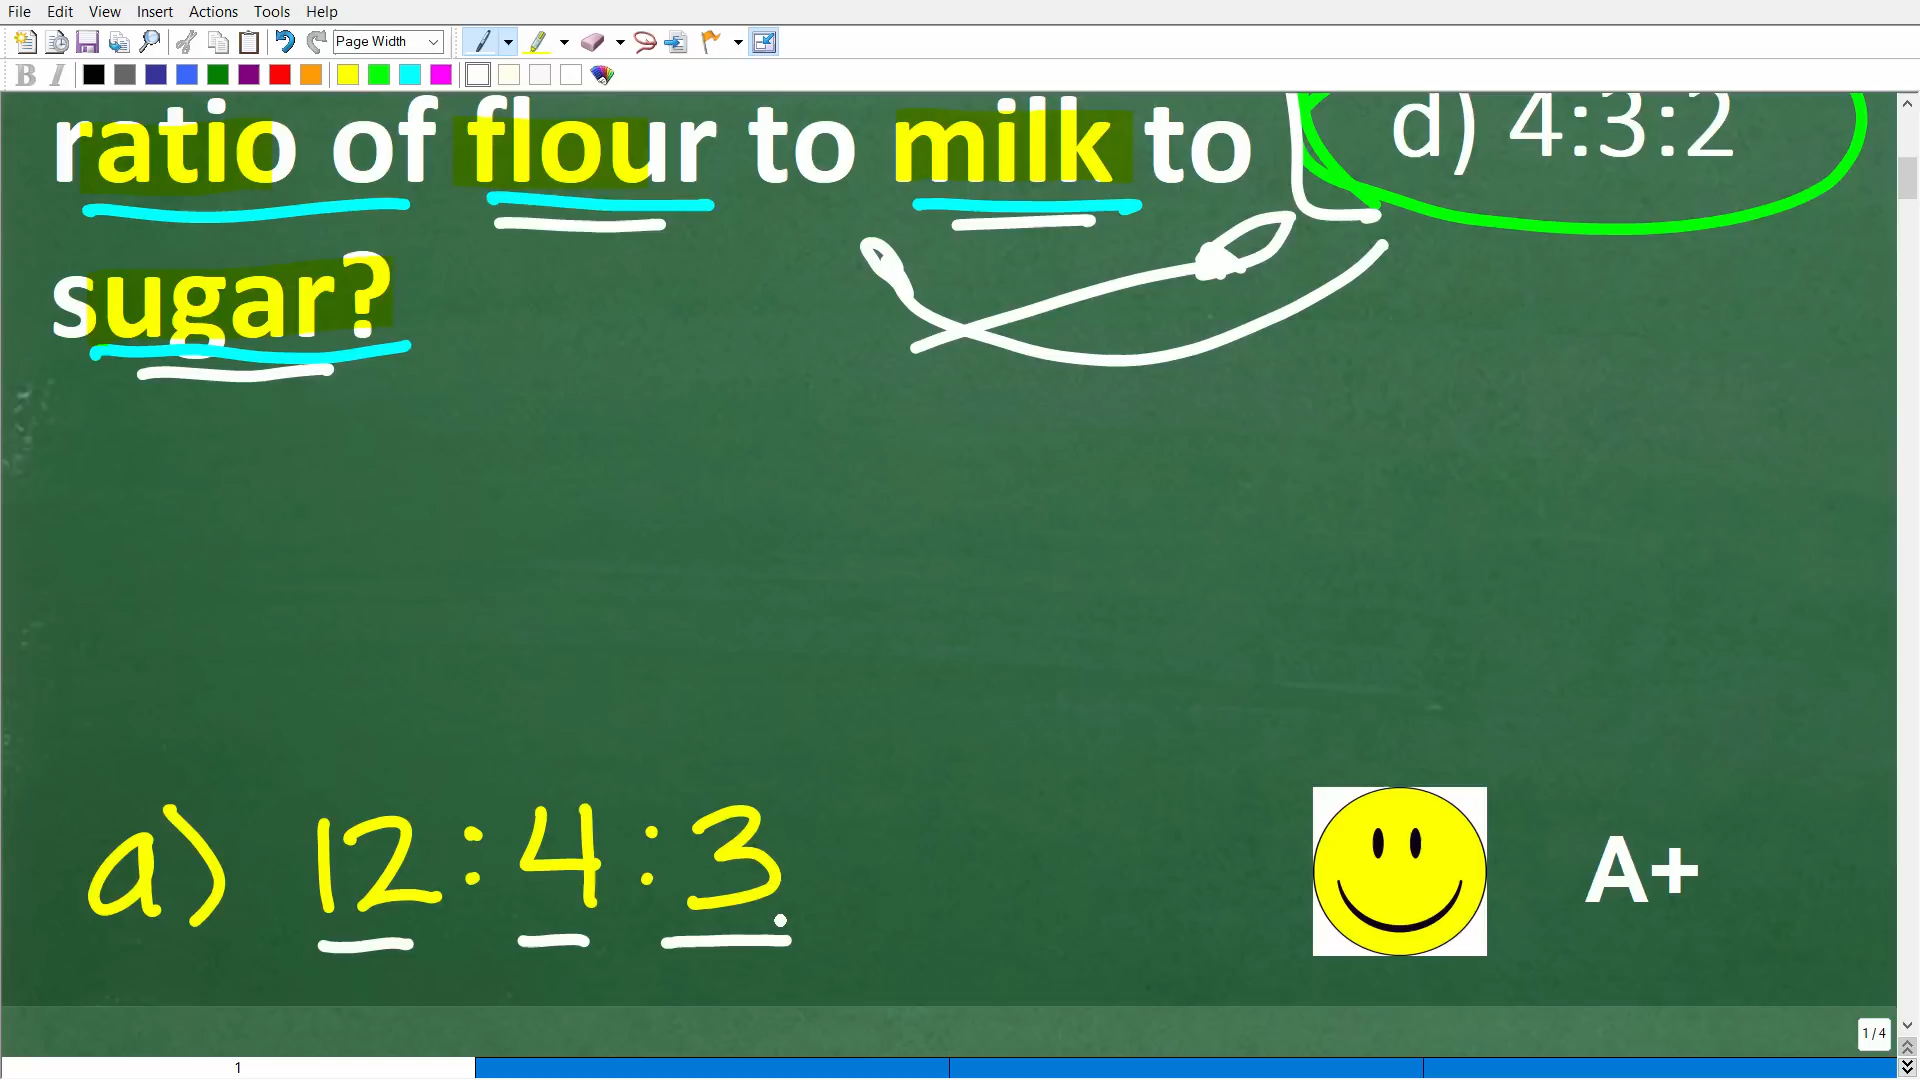 File Edit View Insert Actions Tools Help
Page Width
B I
ratio of flour to milk to
d) 4:3:2
sugar?
a) 12 : 4 : 3
A+
1 / 4
1